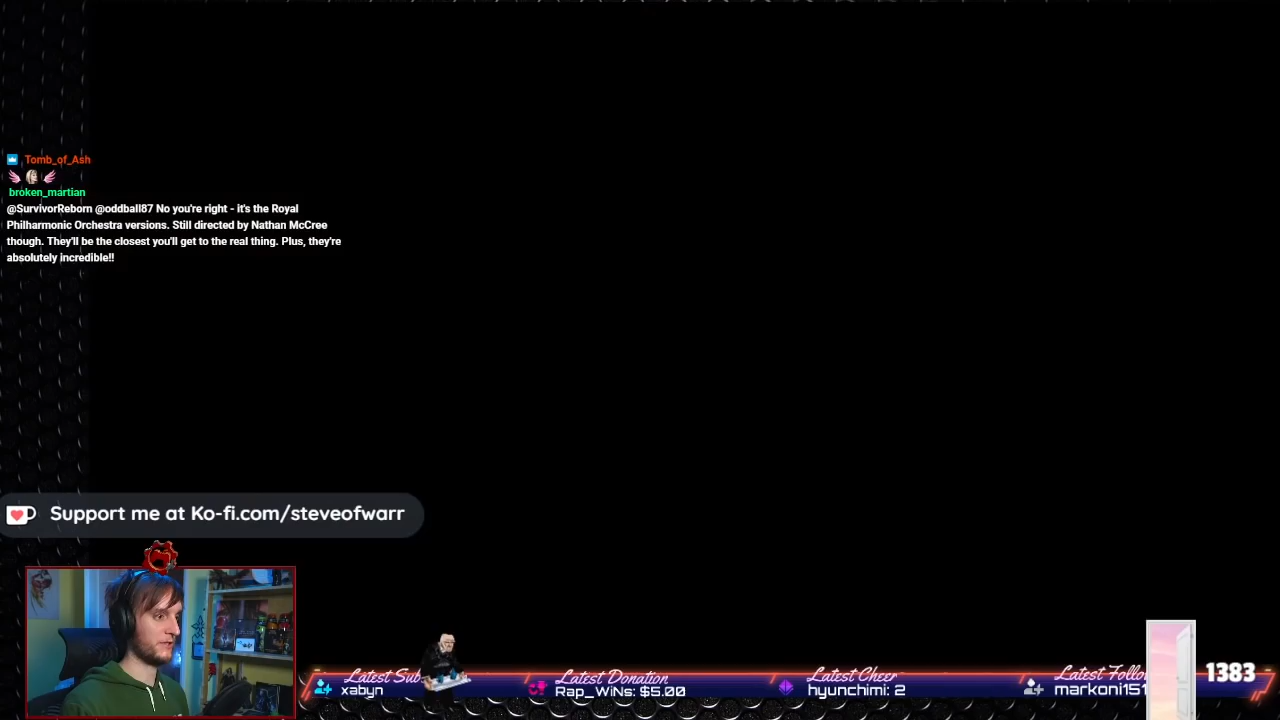 Tomb_of_Ash
broken_martian
@SurvivorReborn @oddball87 No you're right - it's the Royal
Philharmonic Orchestra versions. Still directed by Nathan McCree
though. They'll be the closest you'll get to the real thing. Plus, they're
absolutely incredible!!
Support me at Ko-fi.com/steveofwarr
Latest Sub
xabyn
Latest Donation
Rap_Wins: $5.00
Latest Cheer
hyunchimi: 2
Latest Follo
markoni151
1383